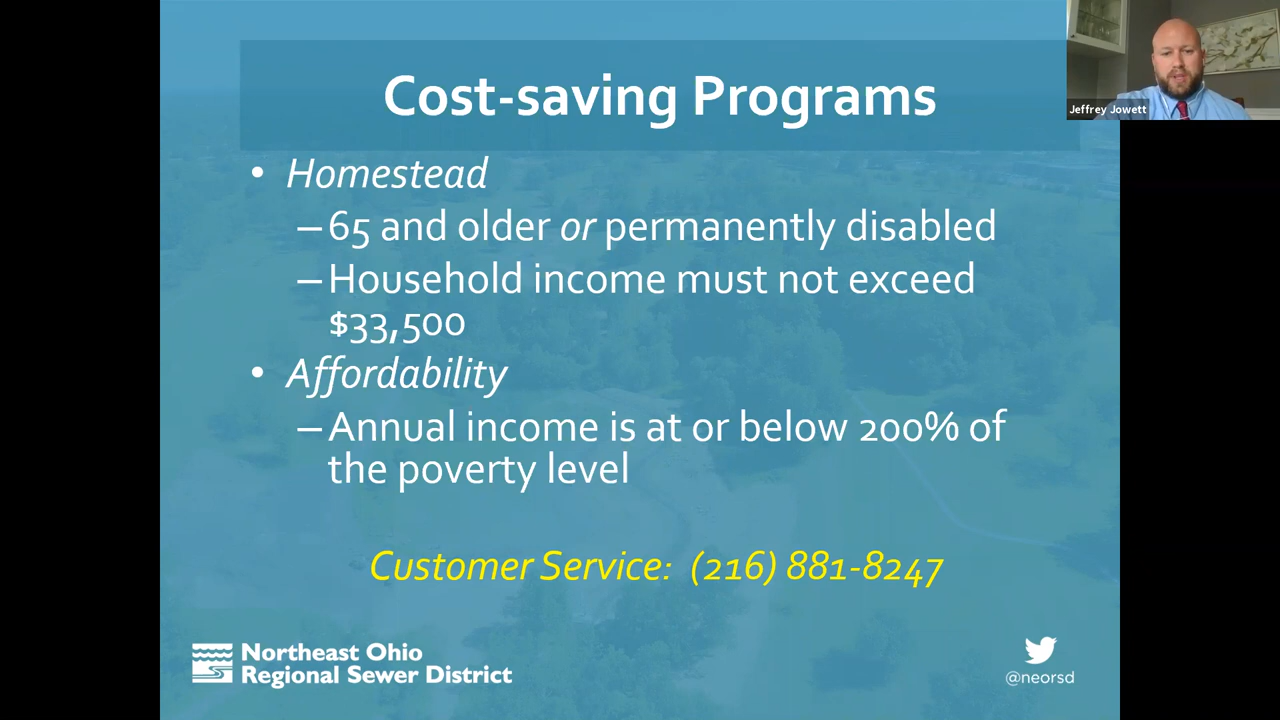 Cost-saving Programs
Jeffrey Jowett
• Homestead
– 65 and older or permanently disabled
– Household income must not exceed
$33,500
• Affordability
– Annual income is at or below 200% of
the poverty level
Customer Service: (216) 881-8247
Northeast Ohio
Regional Sewer District
@neorsd